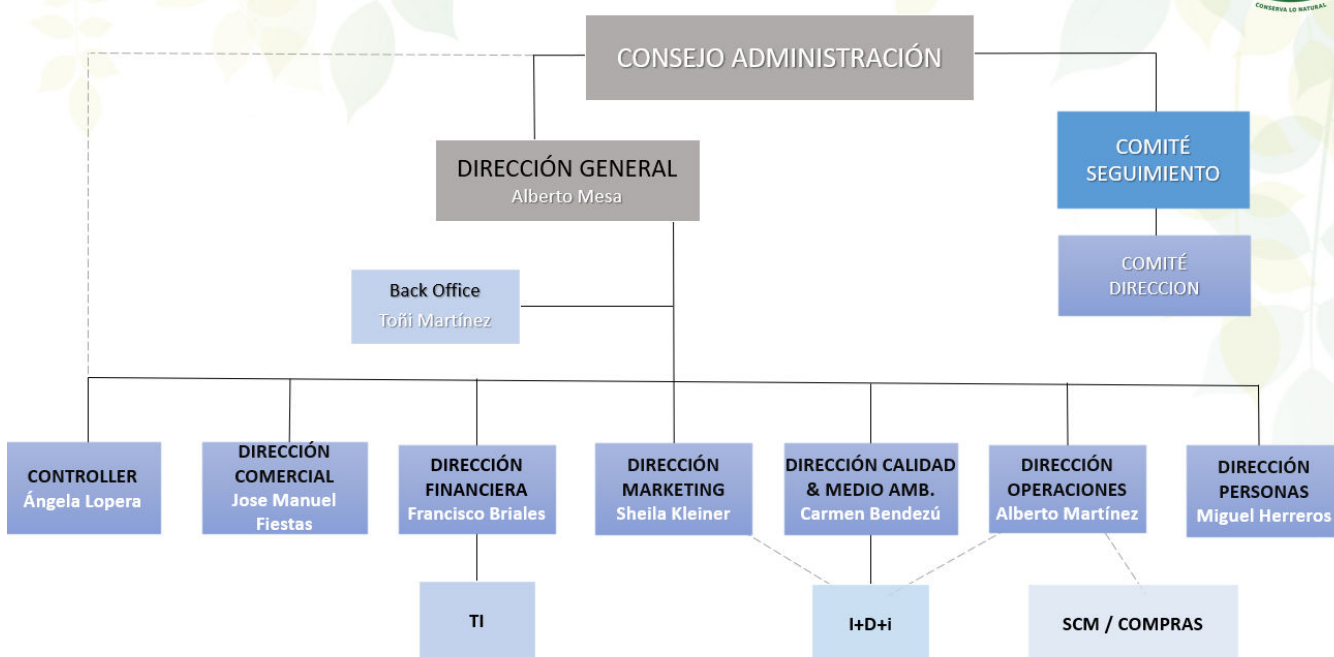 CONSERVA LO NATURAL
CONSEJO ADMINISTRACIÓN
DIRECCIÓN GENERAL
Alberto Mesa
COMITÉ
SEGUIMIENTO
COMITÉ
DIRECCION
Back Office
Toñi Martínez
CONTROLLER
Ángela Lopera
DIRECCIÓN
COMERCIAL
Jose Manuel
Fiestas
DIRECCIÓN
FINANCIERA
Francisco Briales
DIRECCIÓN
MARKETING
Sheila Kleiner
DIRECCIÓN CALIDAD
& MEDIO AMB.
Carmen Bendezú
DIRECCIÓN
OPERACIONES
Alberto Martínez
DIRECCIÓN
PERSONAS
Miguel Herreros
TI
I+D+i
SCM / COMPRAS